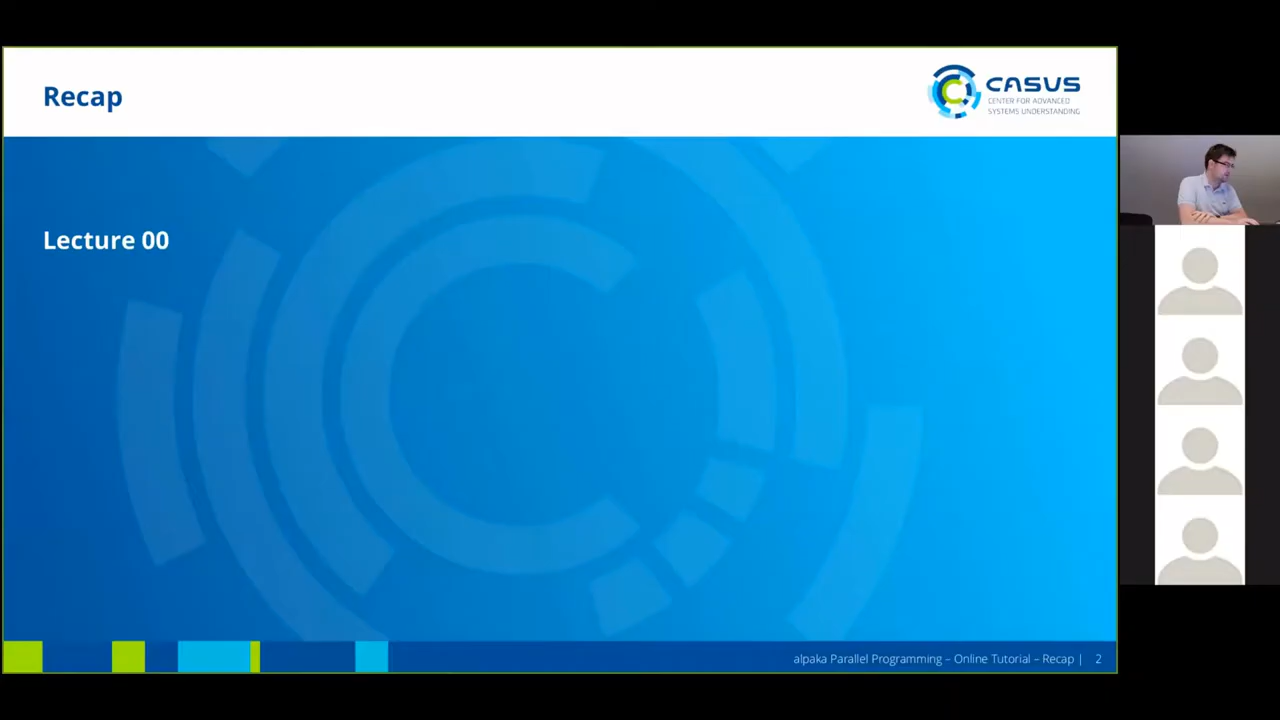 Recap
CASUS
CENTER FOR ADVANCED
SYSTEMS UNDERSTANDING
Lecture 00
alpaka Parallel Programming – Online Tutorial – Recap | 2